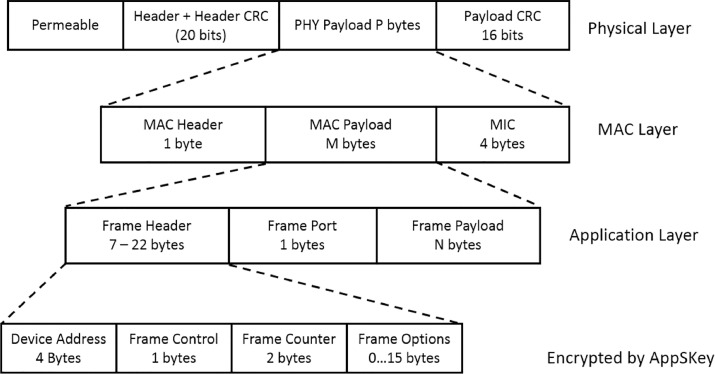 Permeable
Header + Header CRC
(20 bits)
PHY Payload P bytes
Payload CRC
16 bits
Physical Layer
MAC Header
1 byte
MAC Payload
M bytes
MIC
4 bytes
MAC Layer
Frame Header
7 – 22 bytes
Frame Port
1 bytes
Frame Payload
N bytes
Application Layer
Device Address
4 Bytes
Frame Control
1 bytes
Frame Counter
2 bytes
Frame Options
0...15 bytes
Encrypted by AppSKey